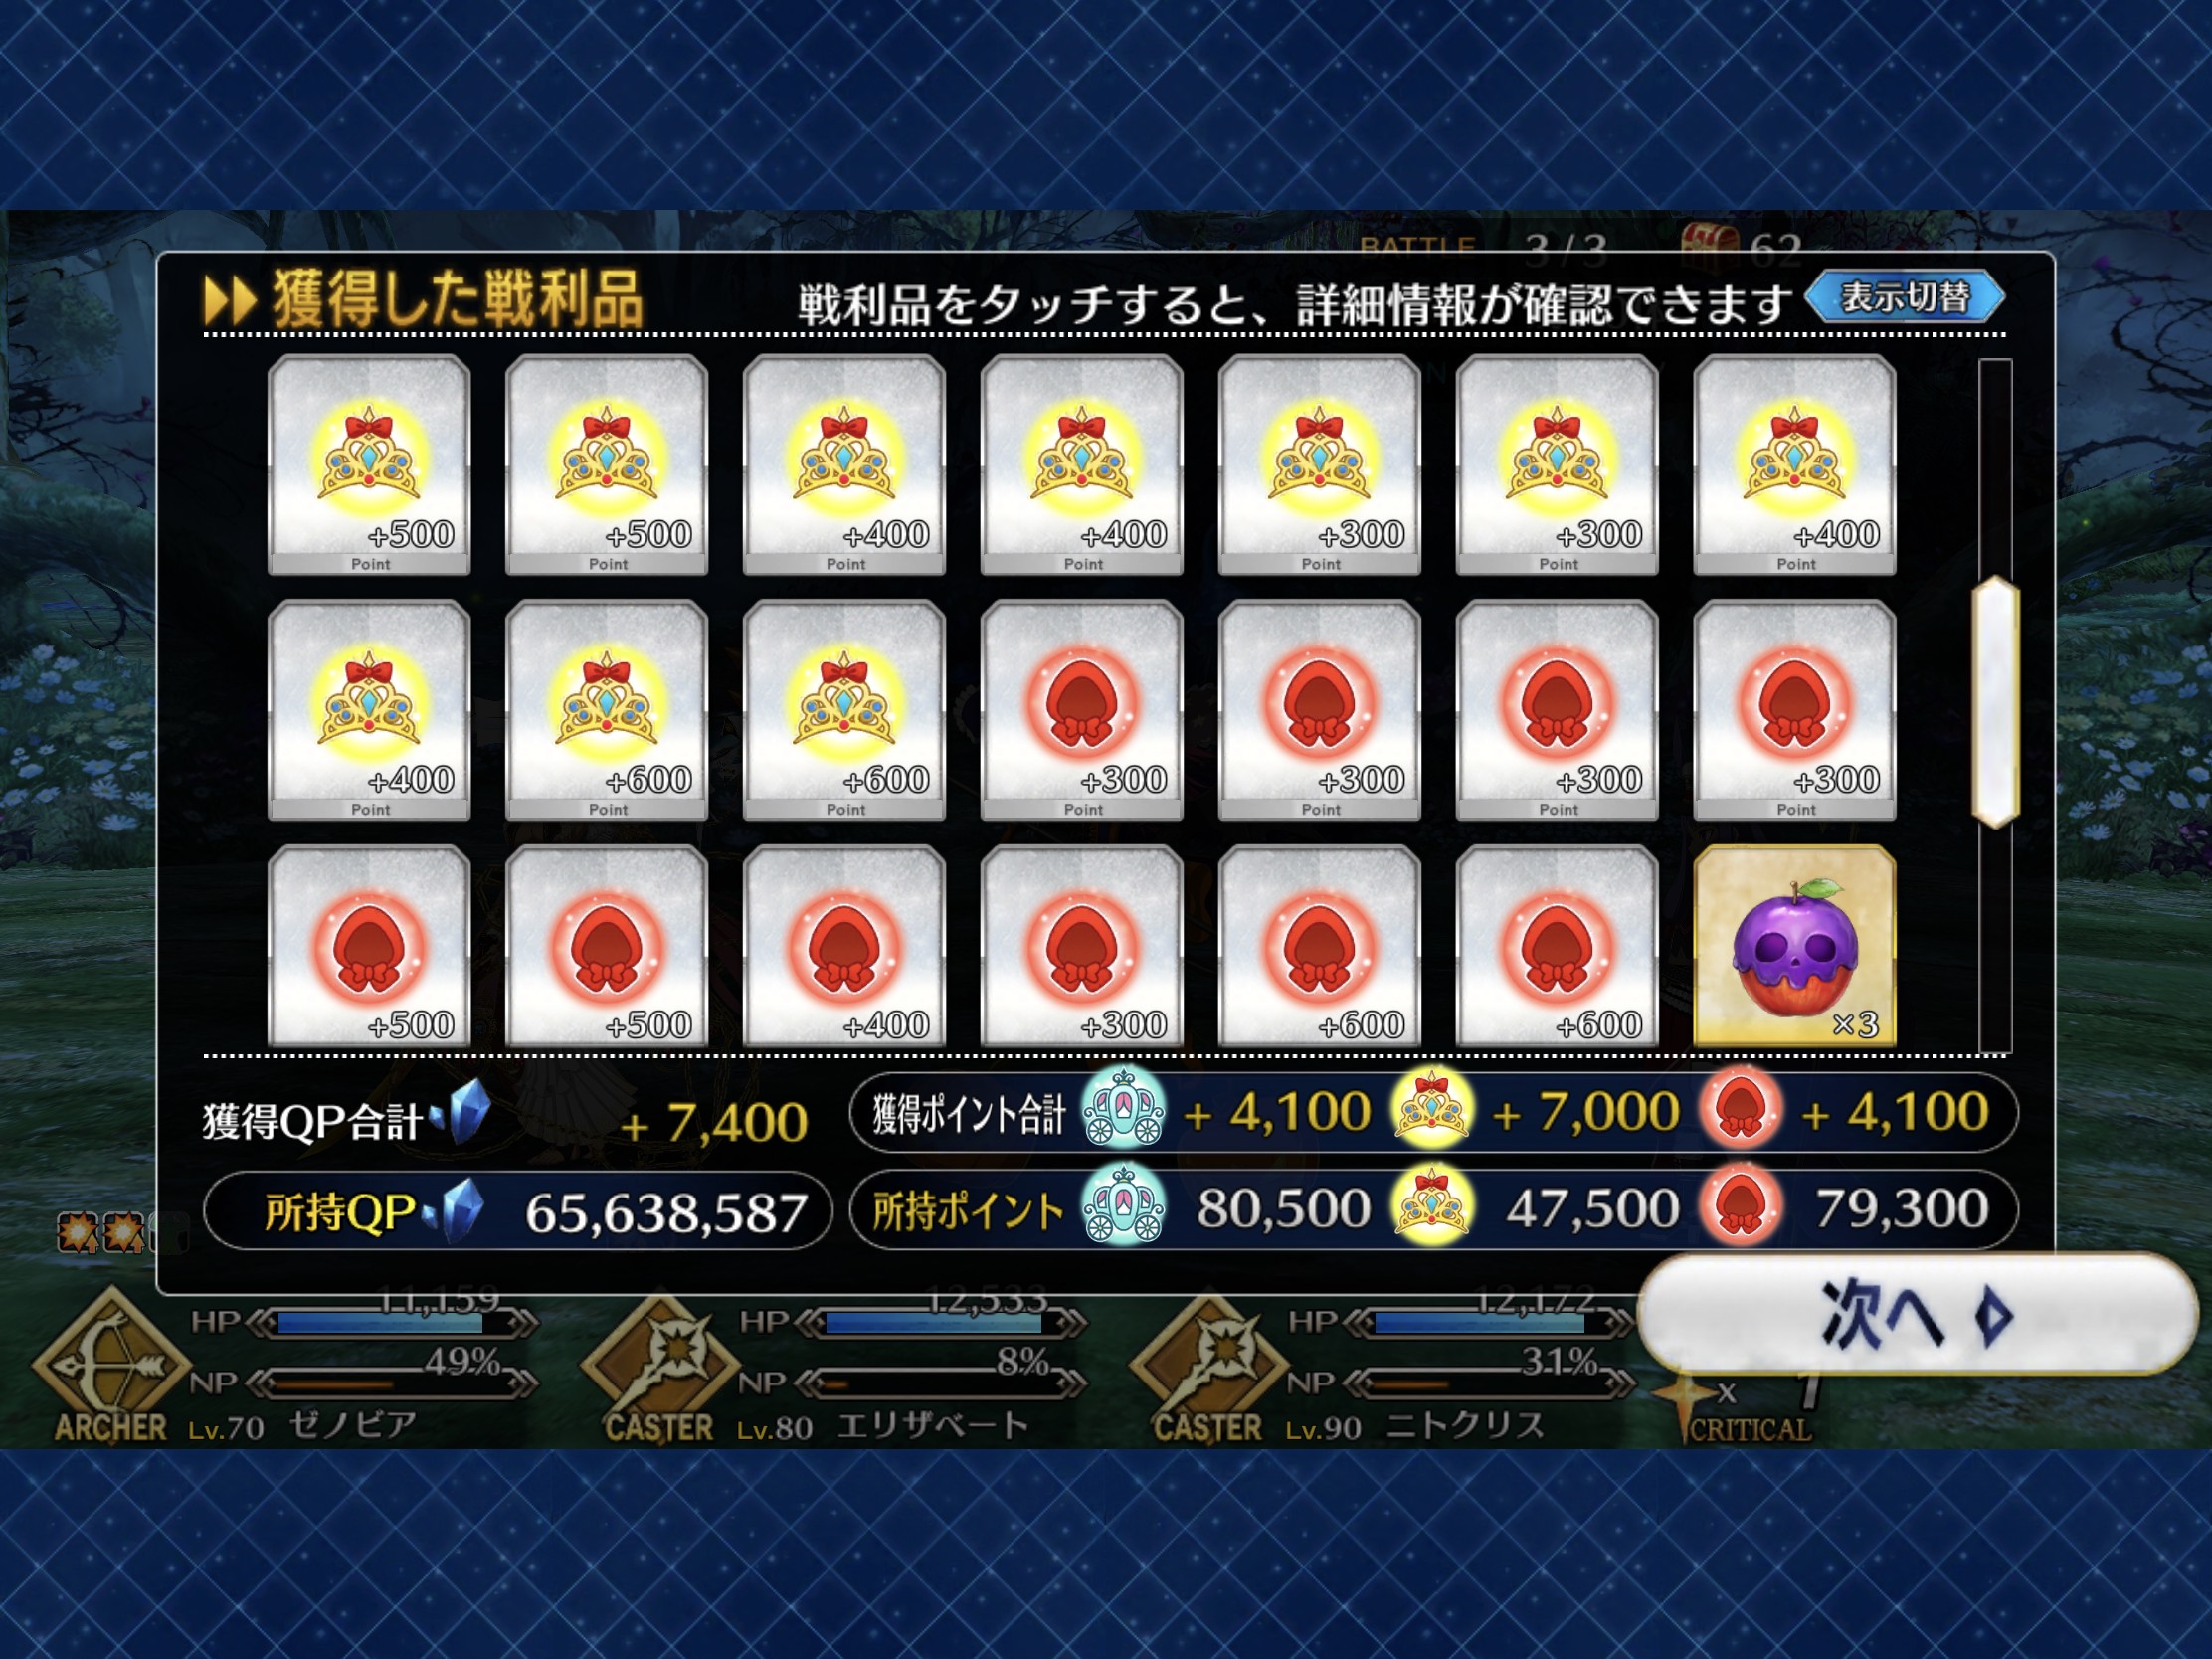 BATTLE 3/3 62
獲得した戦利品 戦利品をタッチすると、詳細情報が確認できます 表示切替
+500 +500 +400 +400 +300 +300 +400
Point Point Point Point Point Point Point
+400 +600 +600 +300 +300 +300 +300
Point Point Point Point Point Point Point
+500 +500 +400 +300 +600 +600 ×3
獲得QP合計 + 7,400 獲得ポイント合計 + 4,100 + 7,000 + 4,100
所持QP 65,638,587 所持ポイント 80,500 47,500 79,300
次へ
HP 11,159 HP 12,533 HP 12,172
NP 49% NP 8% NP 31% x 1
ARCHER Lv.70 ゼノビア CASTER Lv.80 エリザベート CASTER Lv.90 ニトクリス CRITICAL